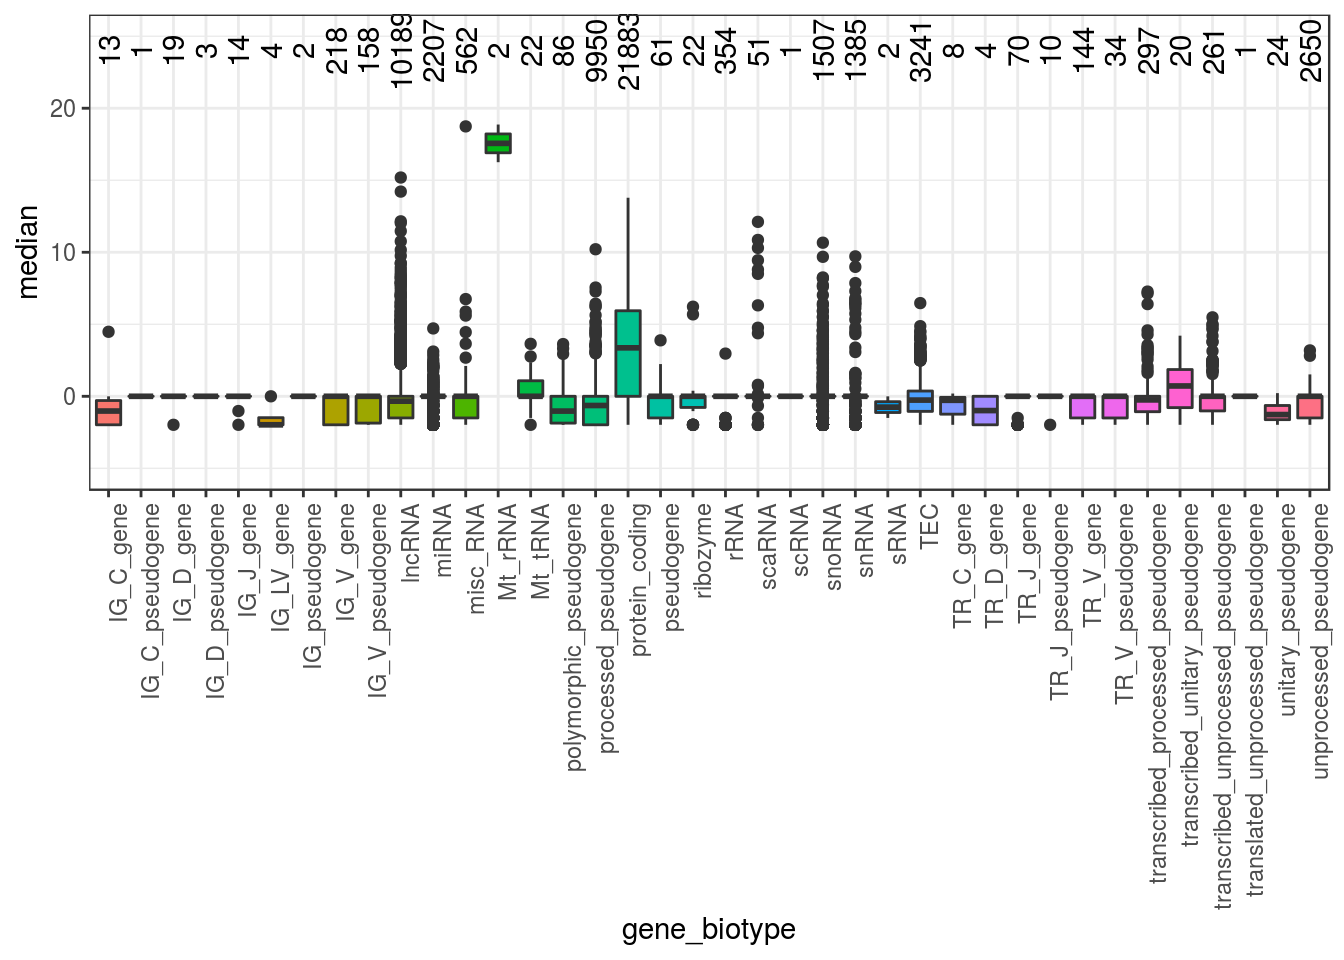 13
1
19
3
14
4
2
218
158
10189
2207
562
2
22
86
9950
21883
61
22
354
51
1
1507
1385
2
3241
8
4
70
10
144
34
297
20
261
1
24
2650
20
10
0
median
IG_C_gene
IG_C_pseudogene
IG_D_gene
IG_D_pseudogene
IG_J_gene
IG_LV_gene
IG_pseudogene
IG_V_gene
IG_V_pseudogene
lncRNA
miRNA
misc_RNA
Mt_rRNA
Mt_tRNA
polymorphic_pseudogene
processed_pseudogene
protein_coding
pseudogene
ribozyme
rRNA
scaRNA
scRNA
snoRNA
snRNA
sRNA
TEC
TR_C_gene
TR_D_gene
TR_J_gene
TR_J_pseudogene
TR_V_gene
TR_V_pseudogene
transcribed_processed_pseudogene
transcribed_unitary_pseudogene
transcribed_unprocessed_pseudogene
translated_unprocessed_pseudogene
unitary_pseudogene
unprocessed_pseudogene
gene_biotype